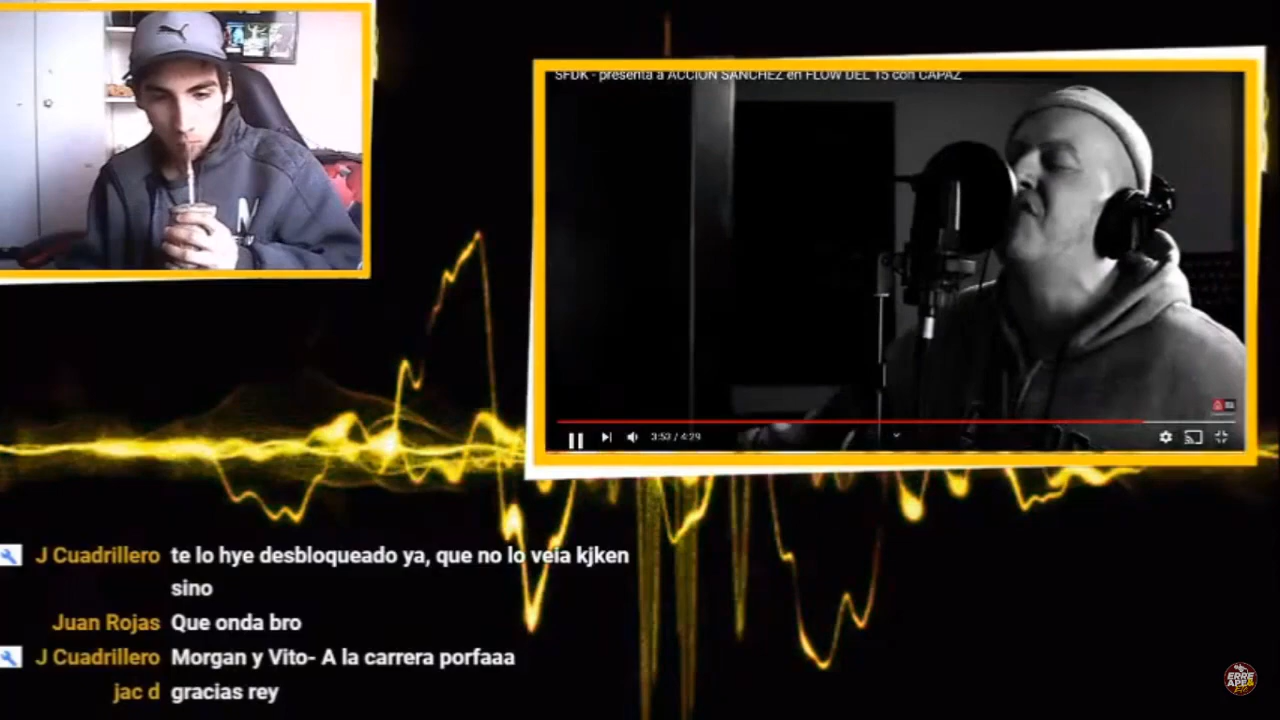 SFDK - presenta a ACCION SANCHEZ en FLOW DEL 15 con CAPAZ
3:53 / 4:29
J Cuadrillero te lo hye desbloqueado ya, que no lo veia kjken
sino
Juan Rojas Que onda bro
J Cuadrillero Morgan y Vito- A la carrera porfaaa
jac d gracias rey
ERRE
APE&